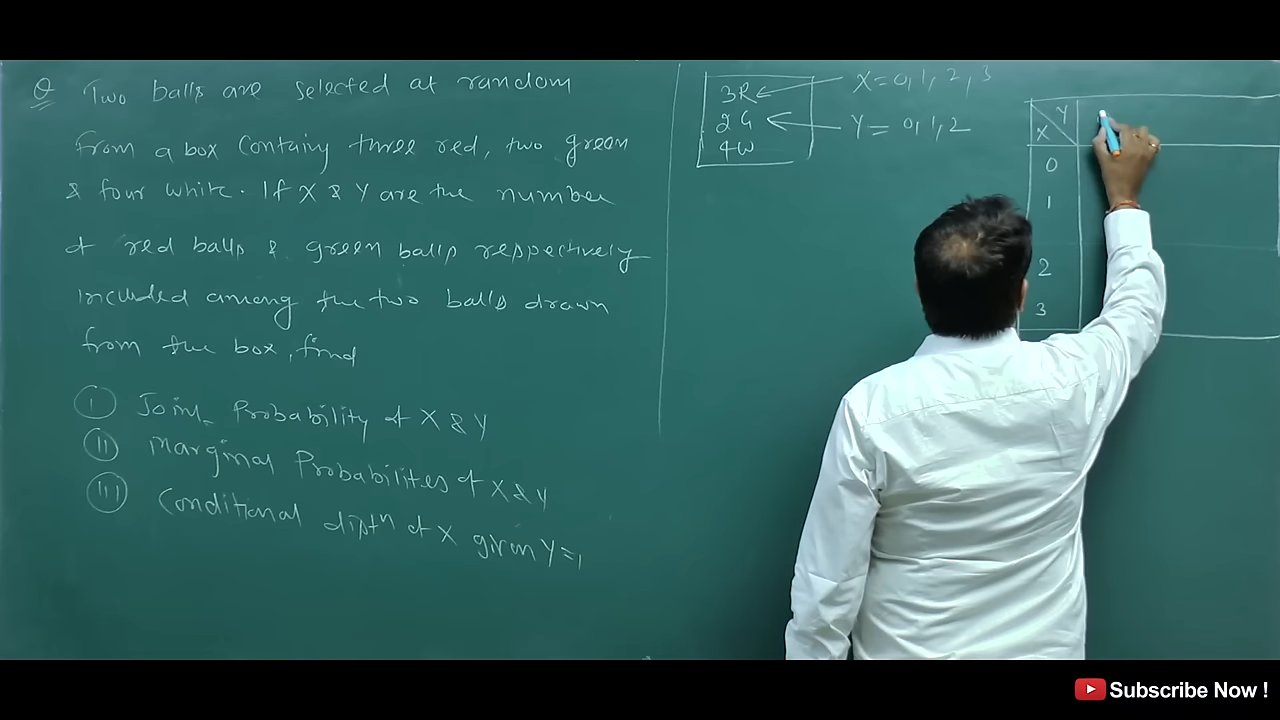 Q Two balls are selected at random
from a box containing three red, two green
& four white. If X & Y are the number
of red balls & green balls respectively
included among the two balls drawn
from the box, find
(I) Joint Probability of X & Y
(II) Marginal Probabilites of X & Y
(III) Conditional distⁿ of X given Y=1
3R
2G
4W
X = 0, 1, 2, 3
Y = 0, 1, 2
Y
X
0
1
2
3
Subscribe Now !